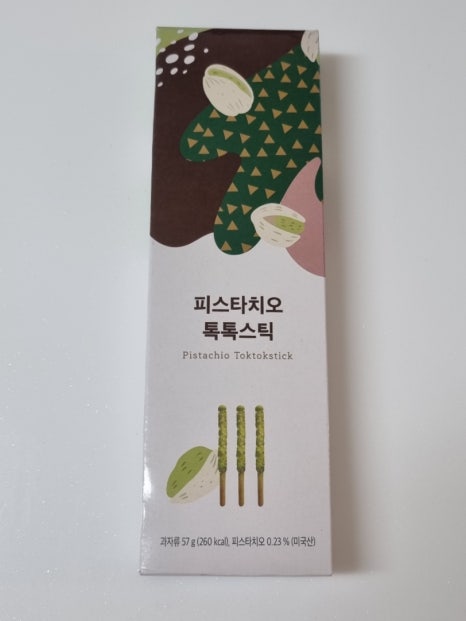 피스타치오
톡톡스틱
Pistachio Toktokstick
과자류 57 g (260 kcal), 피스타치오 0.23 % (미국산)